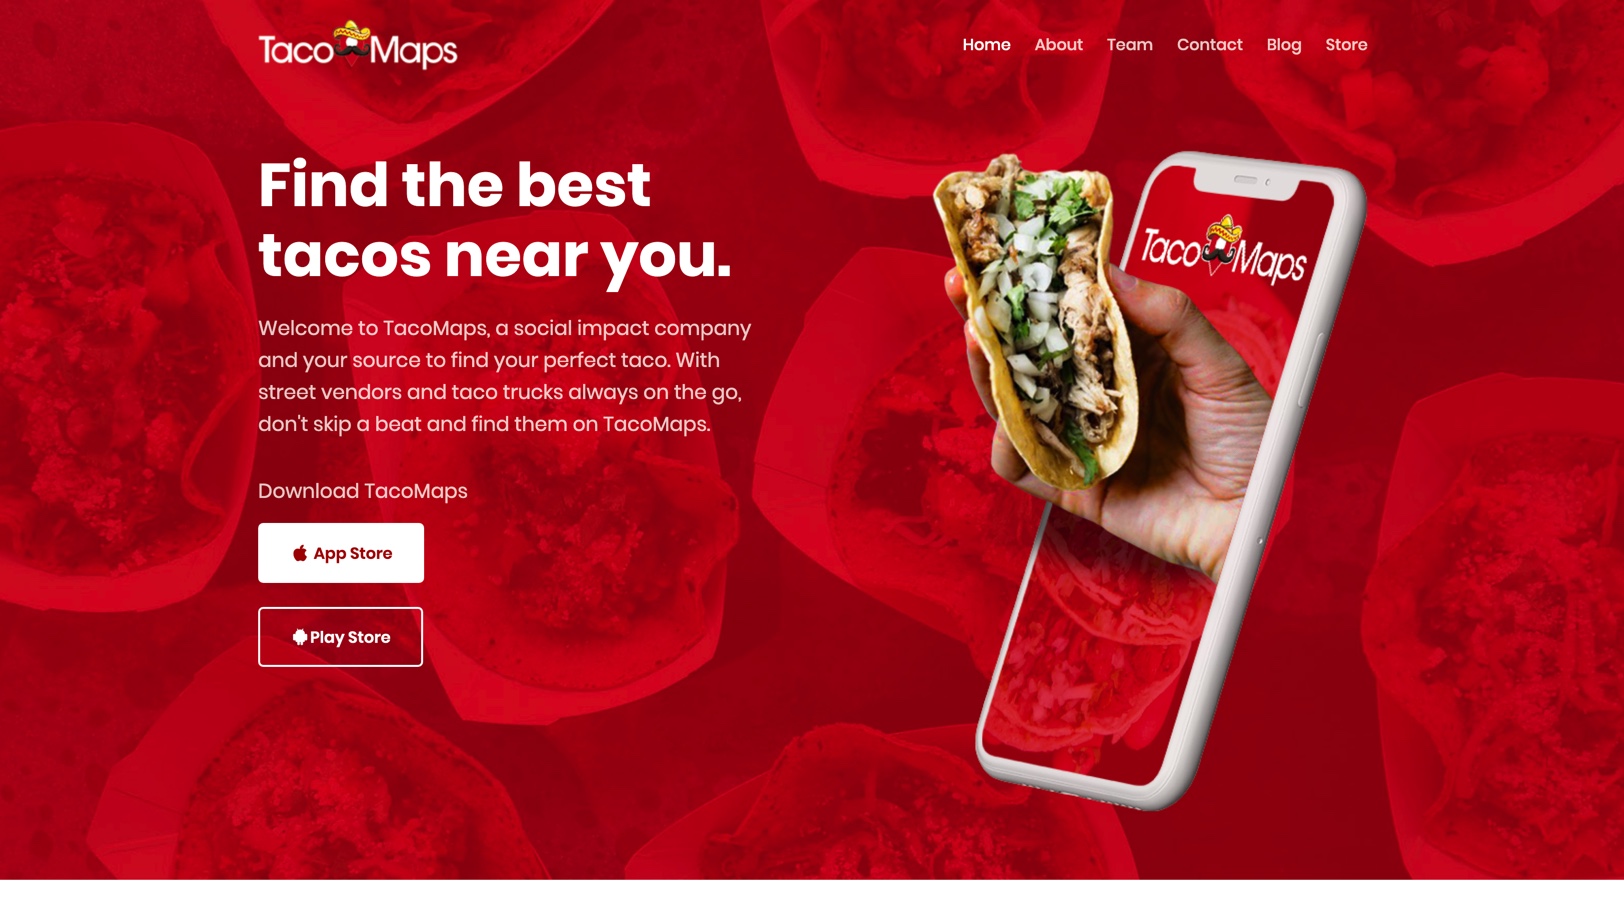 Taco Maps
Home About Team Contact Blog Store
Find the best
tacos near you.
Welcome to TacoMaps, a social impact company
and your source to find your perfect taco. With
street vendors and taco trucks always on the go,
don't skip a beat and find them on TacoMaps.
Download TacoMaps
App Store
Play Store
Taco Maps